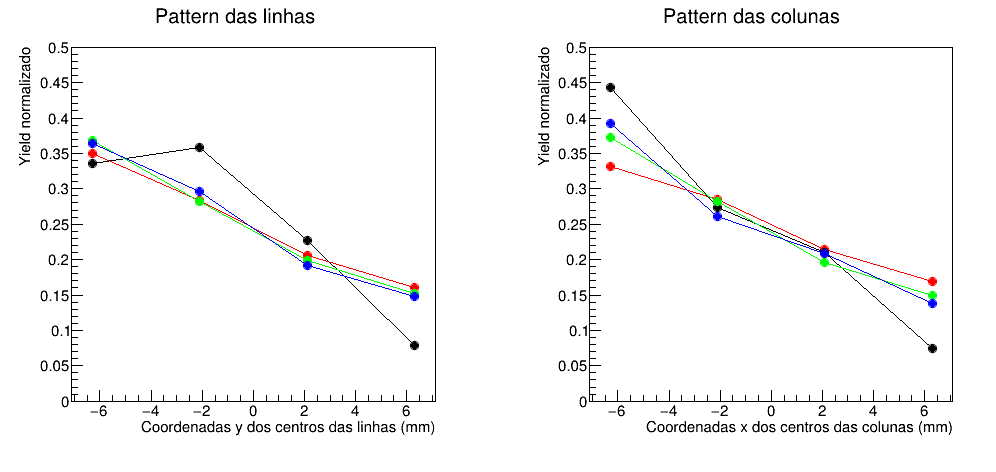 Pattern das linhas
Yield normalizado
0.5
0.45
0.4
0.35
0.3
0.25
0.2
0.15
0.1
0.05
0
−6 −4 −2 0 2 4 6
Coordenadas y dos centros das linhas (mm)
Pattern das colunas
Yield normalizado
0.5
0.45
0.4
0.35
0.3
0.25
0.2
0.15
0.1
0.05
0
−6 −4 −2 0 2 4 6
Coordenadas x dos centros das colunas (mm)